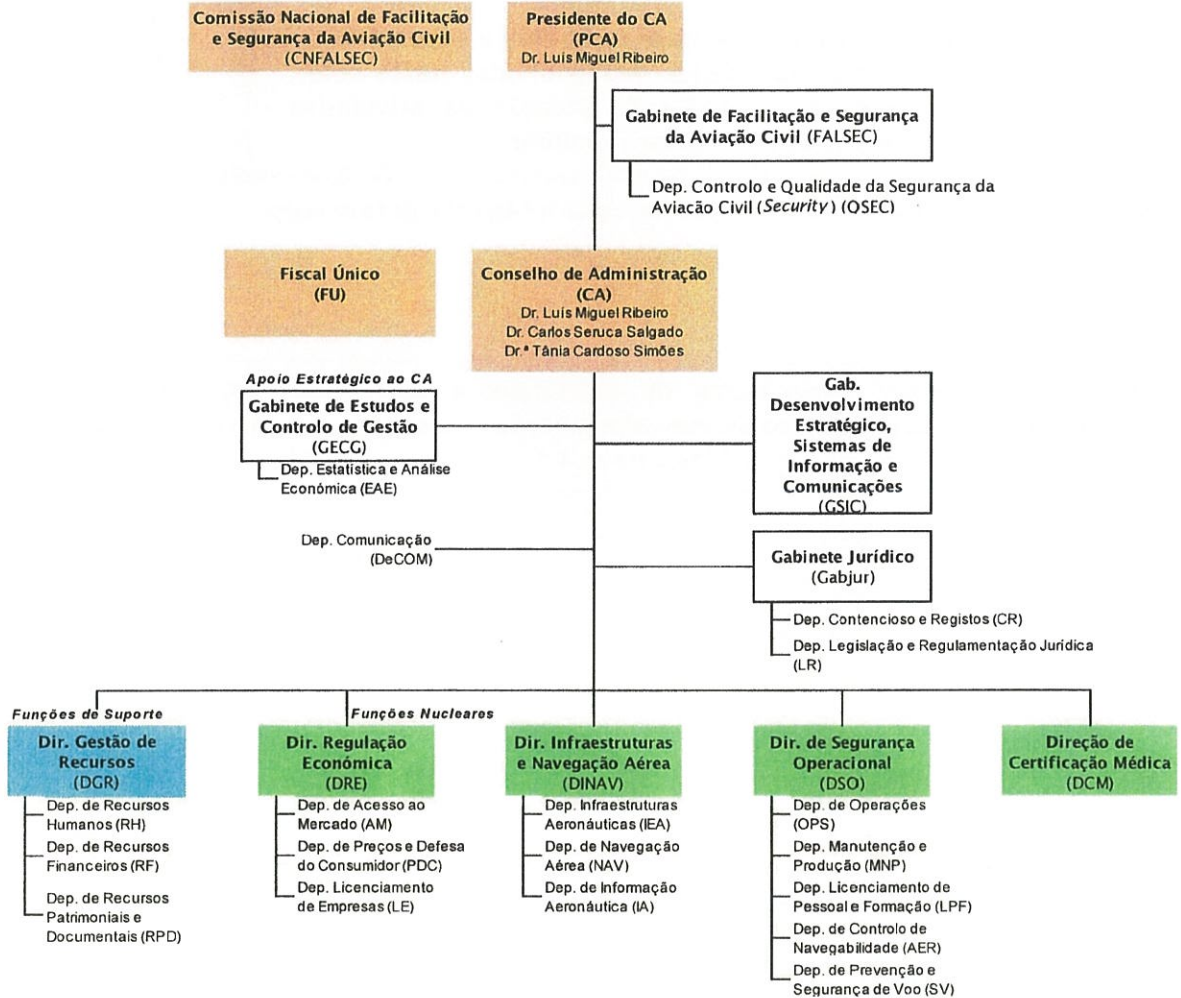 Comissão Nacional de Facilitação
e Segurança da Aviação Civil
(CNFALSEC)
Presidente do CA
(PCA)
Dr. Luís Miguel Ribeiro
Gabinete de Facilitação e Segurança
da Aviação Civil (FALSEC)
Dep. Controlo e Qualidade da Segurança da
Aviacão Civil (Security) (QSEC)
Fiscal Único
(FU)
Conselho de Administração
(CA)
Dr. Luís Miguel Ribeiro
Dr. Carlos Seruca Salgado
Dr.ª Tânia Cardoso Simões
Apoio Estratégico ao CA
Gabinete de Estudos e
Controlo de Gestão
(GECG)
Dep. Estatística e Análise
Económica (EAE)
Gab.
Desenvolvimento
Estratégico,
Sistemas de
Informação e
Comunicações
(GSIC)
Dep. Comunicação
(DeCOM)
Gabinete Jurídico
(Gabjur)
Dep. Contencioso e Registos (CR)
Dep. Legislação e Regulamentação Jurídica
(LR)
Funções de Suporte
Dir. Gestão de
Recursos
(DGR)
Dep. de Recursos
Humanos (RH)
Dep. de Recursos
Financeiros (RF)
Dep. de Recursos
Patrimoniais e
Documentais (RPD)
Funções Nucleares
Dir. Regulação
Económica
(DRE)
Dep. de Acesso ao
Mercado (AM)
Dep. de Preços e Defesa
do Consumidor (PDC)
Dep. Licenciamento
de Empresas (LE)
Dir. Infraestruturas
e Navegação Aérea
(DINAV)
Dep. Infraestruturas
Aeronáuticas (IEA)
Dep. de Navegação
Aérea (NAV)
Dep. de Informação
Aeronáutica (IA)
Dir. de Segurança
Operacional
(DSO)
Dep. de Operações
(OPS)
Dep. Manutenção e
Produção (MNP)
Dep. Licenciamento de
Pessoal e Formação (LPF)
Dep. de Controlo de
Navegabilidade (AER)
Dep. de Prevenção e
Segurança de Voo (SV)
Direção de
Certificação Médica
(DCM)